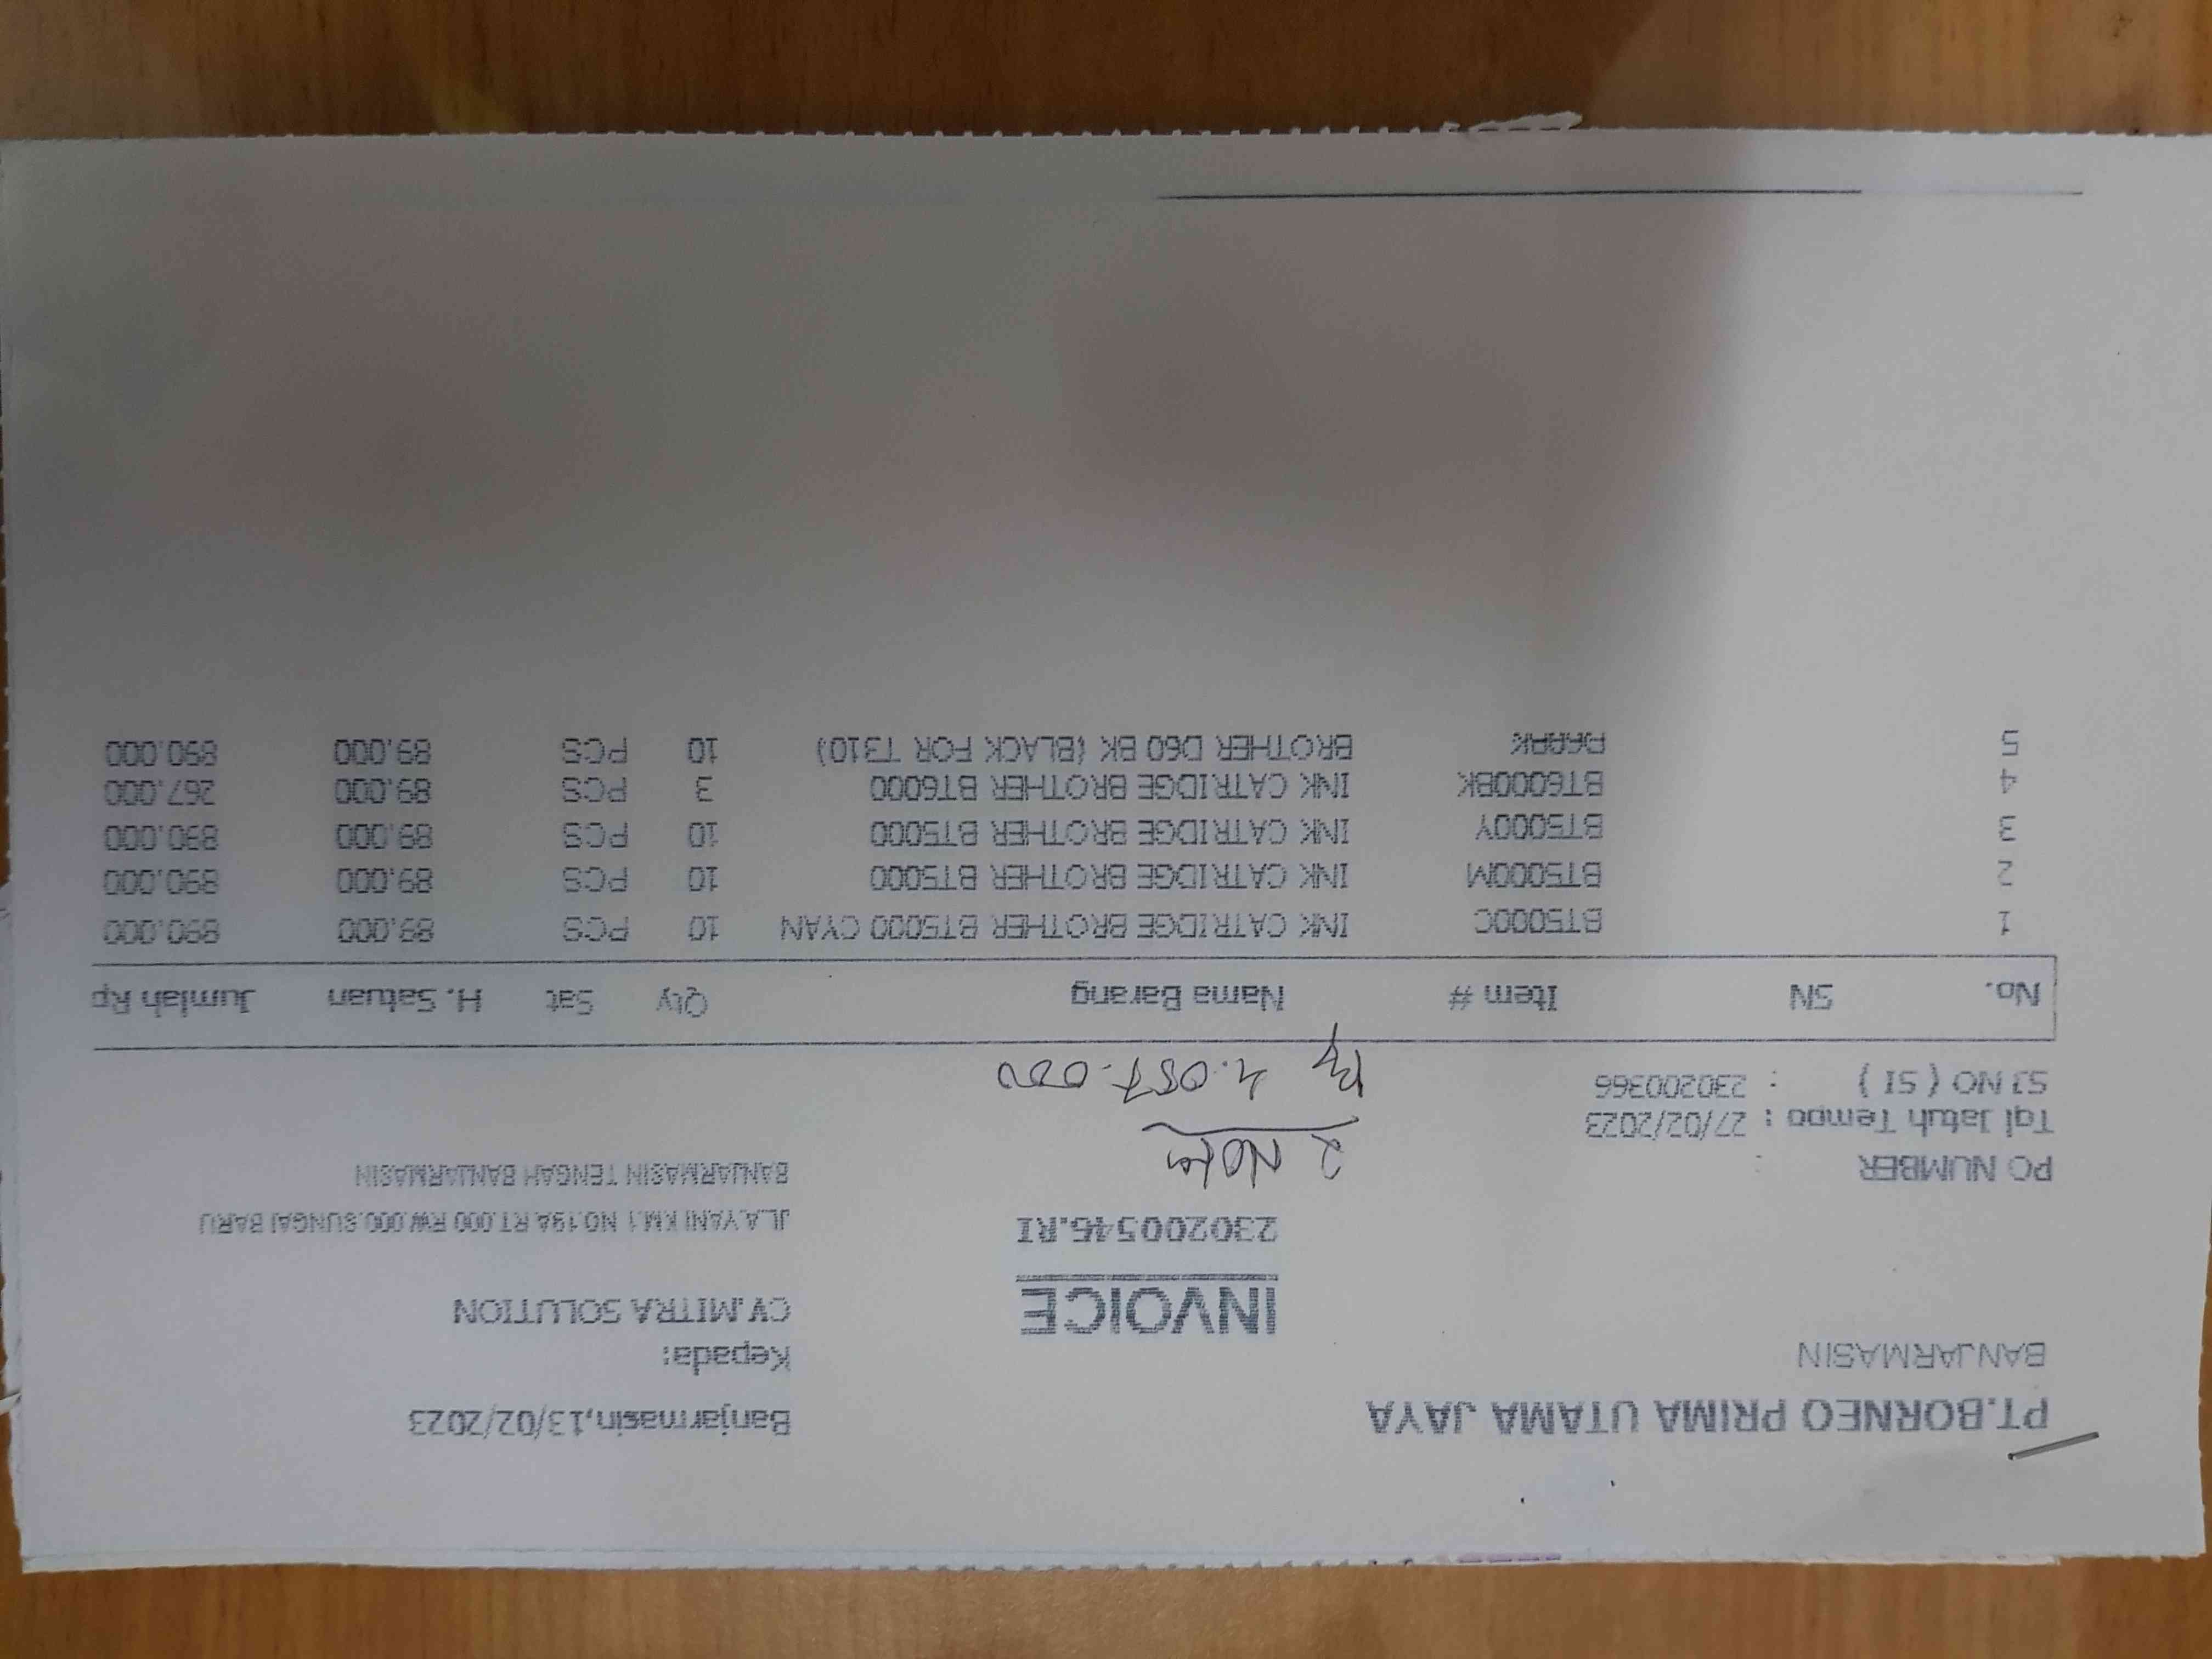 PT.BORNEO PRIMA UTAMA JAYA
BANJARMASIN
Banjarmasin,13/02/2023
Kepada:
CV.MITRA SOLUTION
JL.A.YANI KM.1 NO.19A RT.000 RW.000.SUNGAI BARU
BANJARMASIN TENGAH BANJARMASIN
INVOICE
230200546.RI
PO NUMBER :
Tgl Jatuh Tempo : 27/02/2023
SJ NO ( SI ) : 230200366
2 Nota
Rp 4.057.000
No. SN Item # Nama Barang Qty Sat H. Satuan Jumlah Rp
1 BT5000C INK CATRIDGE BROTHER BT5000 CYAN 10 PCS 89.000 890.000
2 BT5000M INK CATRIDGE BROTHER BT5000 10 PCS 89.000 890.000
3 BT5000Y INK CATRIDGE BROTHER BT5000 10 PCS 89.000 890.000
4 BT6000BK INK CATRIDGE BROTHER BT6000 3 PCS 89.000 267.000
5 BROTHER D60 BK (BLACK FOR T310) 10 PCS 89.000 890.000